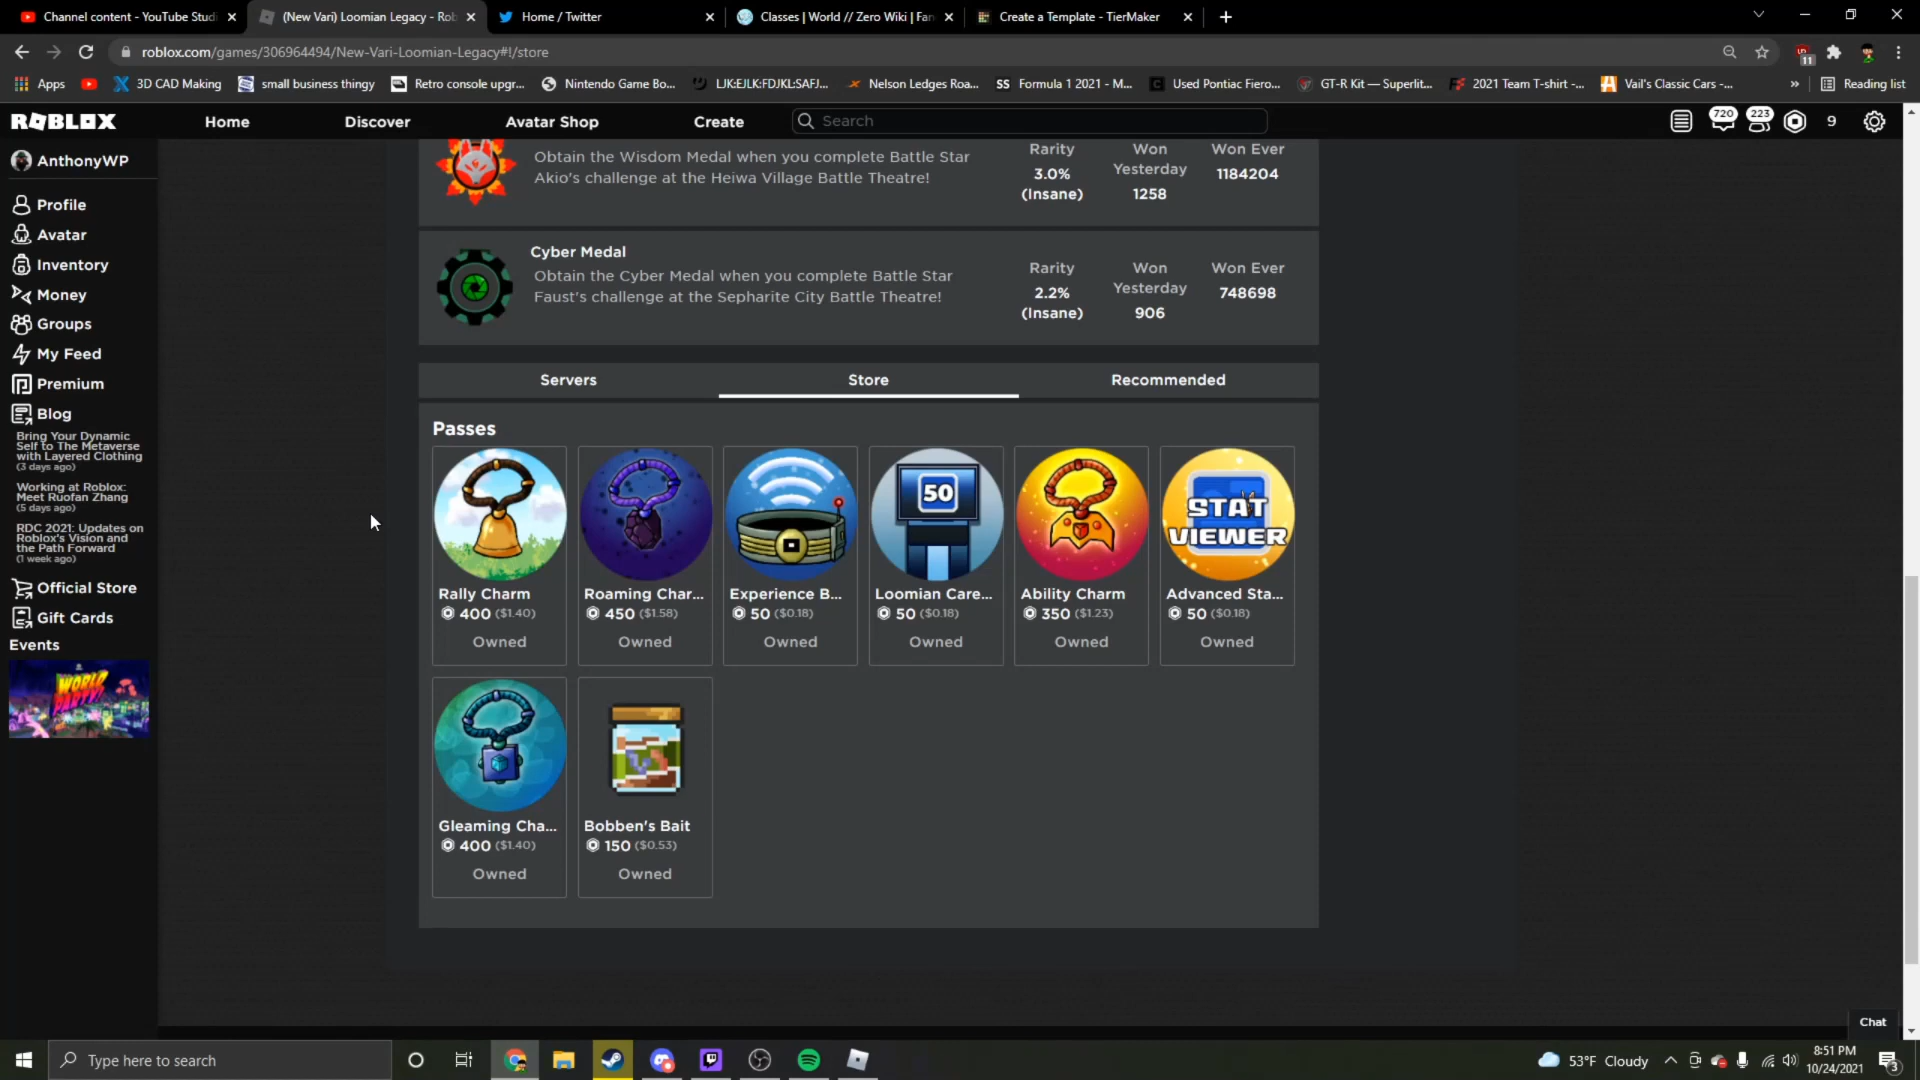 Channel content - YouTube Studi
(New Vari) Loomian Legacy - Rob
Home / Twitter
Classes | World // Zero Wiki | Fan
Create a Template - TierMaker
roblox.com/games/306964494/New-Vari-Loomian-Legacy#!/store
11
Apps
3D CAD Making
small business thingy
Retro console upgr...
Nintendo Game Bo...
LJK:EJLK:FDJKL:SAFJ...
Nelson Ledges Roa...
SS Formula 1 2021 - M...
Used Pontiac Fiero...
GT-R Kit — Superlit...
2021 Team T-shirt -...
Vail's Classic Cars -...
»
Reading list
ROBLOX
Home
Discover
Avatar Shop
Create
Search
720
223
9
AnthonyWP
Profile
Avatar
Inventory
Money
Groups
My Feed
Premium
Blog
Bring Your Dynamic
Self to The Metaverse
with Layered Clothing
(3 days ago)
Working at Roblox:
Meet Ruofan Zhang
(5 days ago)
RDC 2021: Updates on
Roblox's Vision and
the Path Forward
(1 week ago)
Official Store
Gift Cards
Events
WORLD
PARTY!
Obtain the Wisdom Medal when you complete Battle Star
Akio's challenge at the Heiwa Village Battle Theatre!
Rarity
3.0%
(Insane)
Won
Yesterday
1258
Won Ever
1184204
Cyber Medal
Obtain the Cyber Medal when you complete Battle Star
Faust's challenge at the Sepharite City Battle Theatre!
Rarity
2.2%
(Insane)
Won
Yesterday
906
Won Ever
748698
Servers
Store
Recommended
Passes
50
STAT
VIEWER
Rally Charm
400 ($1.40)
Owned
Roaming Char...
450 ($1.58)
Owned
Experience B...
50 ($0.18)
Owned
Loomian Care...
50 ($0.18)
Owned
Ability Charm
350 ($1.23)
Owned
Advanced Sta...
50 ($0.18)
Owned
Gleaming Cha...
400 ($1.40)
Owned
Bobben's Bait
150 ($0.53)
Owned
Chat
Type here to search
53°F Cloudy
8:51 PM
10/24/2021
3